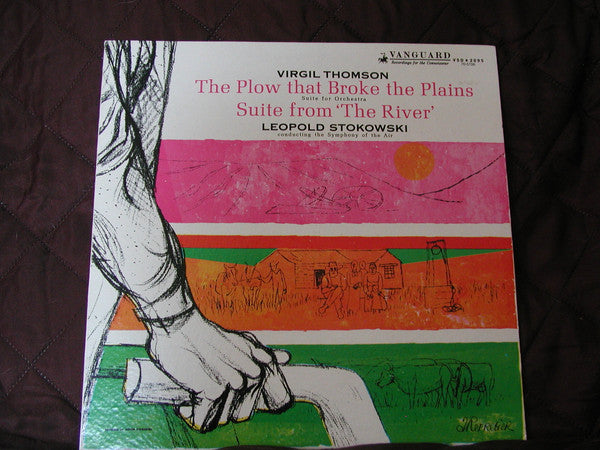 VANGUARD
Recordings for the Connoisseur
VSD • 2095
VIRGIL THOMSON
The Plow that Broke the Plains
Suite for Orchestra
Suite from ‘The River’
LEOPOLD STOKOWSKI
conducting the Symphony of the Air